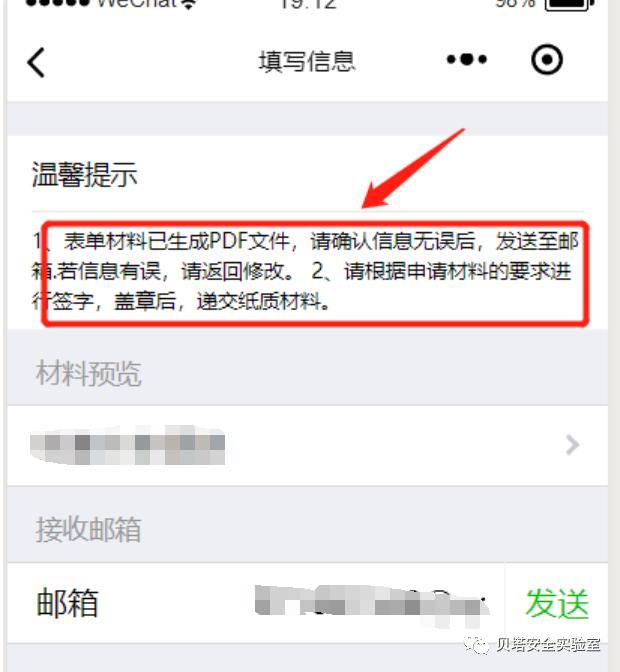 WeChat 19:12 98%
填写信息
温馨提示
1、表单材料已生成PDF文件，请确认信息无误后，发送至邮
箱.若信息有误，请返回修改。 2、请根据申请材料的要求进
行签字，盖章后，递交纸质材料。
材料预览
接收邮箱
邮箱
发送
贝塔安全实验室